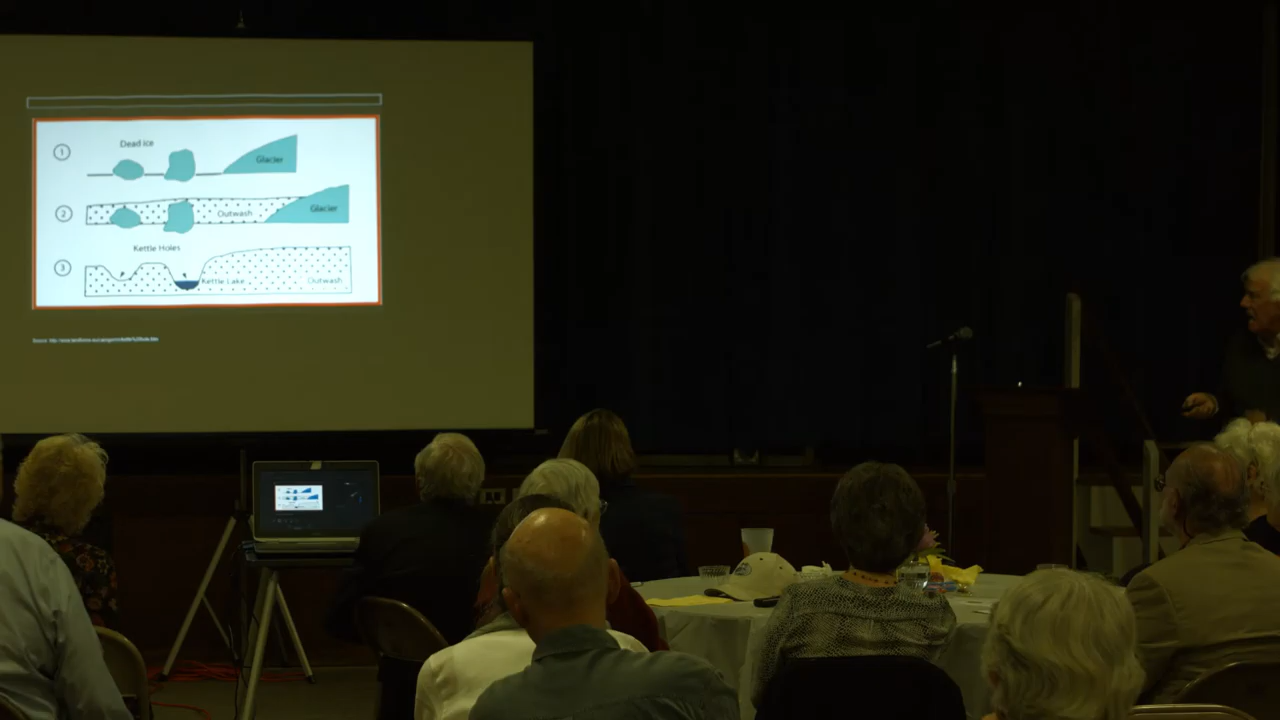 1
Dead ice
Glacier
2
Outwash
Glacier
Kettle Holes
3
Kettle Lake
Outwash